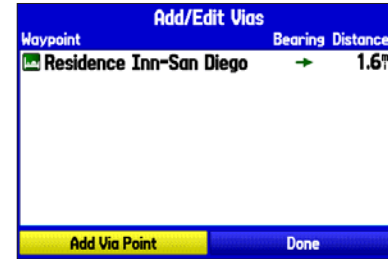 Add/Edit Vias
Waypoint Bearing Distance
Residence Inn-San Diego 1.6
Add Via Point Done